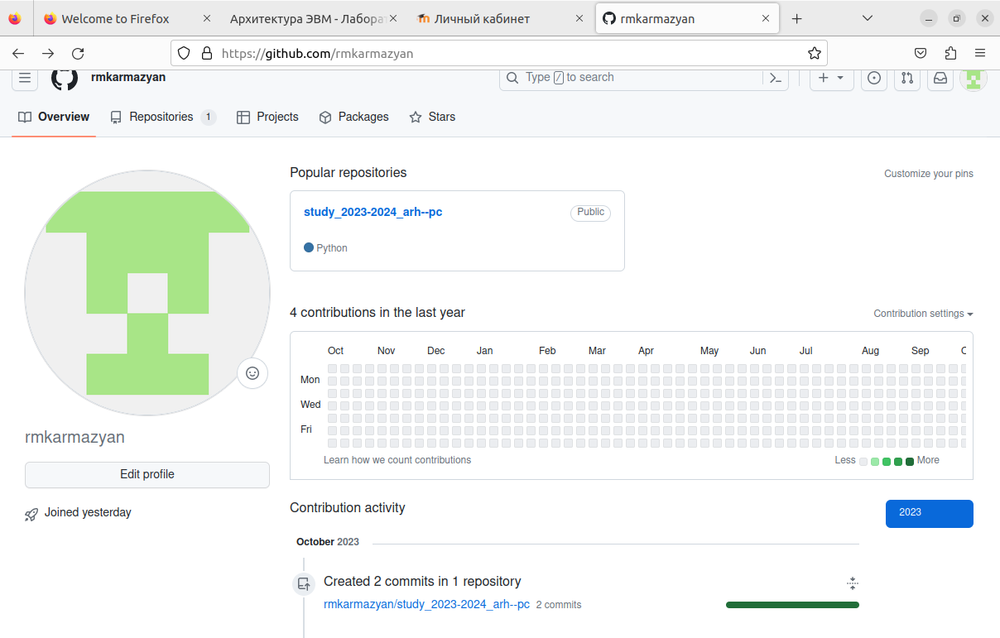 Welcome to Firefox
Архитектура ЭВМ - Лабора
Личный кабинет
rmkarmazyan
https://github.com/rmkarmazyan
rmkarmazyan
Type / to search
Overview
Repositories 1
Projects
Packages
Stars
Popular repositories
Customize your pins
study_2023-2024_arh--pc
Public
Python
4 contributions in the last year
Contribution settings
Oct Nov Dec Jan Feb Mar Apr May Jun Jul Aug Sep
Mon
Wed
Fri
Learn how we count contributions
Less
More
rmkarmazyan
Edit profile
Joined yesterday
Contribution activity
2023
October 2023
Created 2 commits in 1 repository
rmkarmazyan/study_2023-2024_arh--pc 2 commits